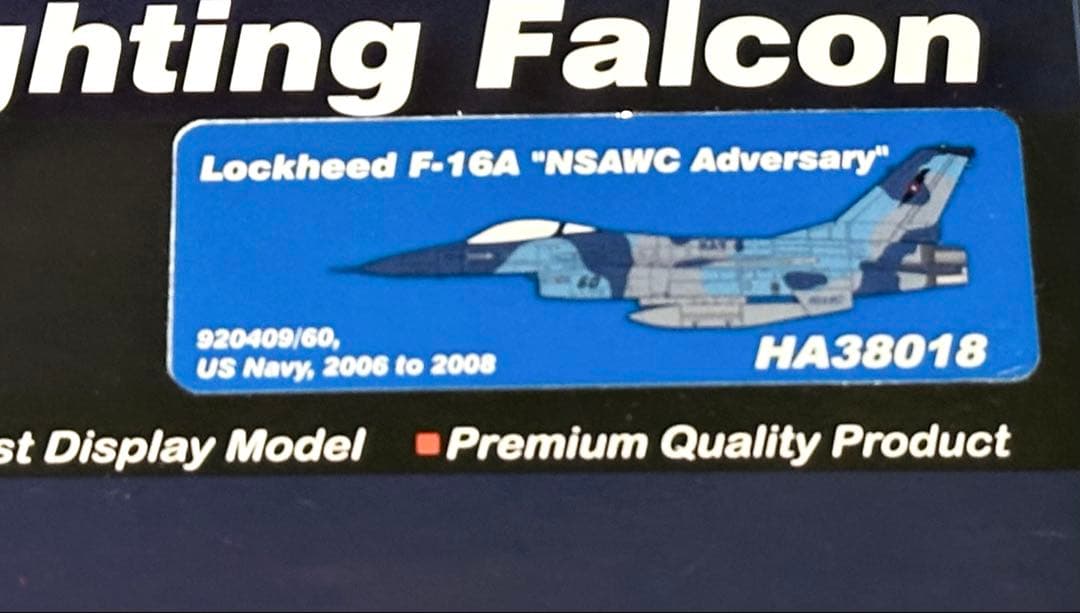 ghting Falcon
Lockheed F-16A "NSAWC Adversary"
920409/60,
US Navy, 2006 to 2008
HA38018
st Display Model ■ Premium Quality Product